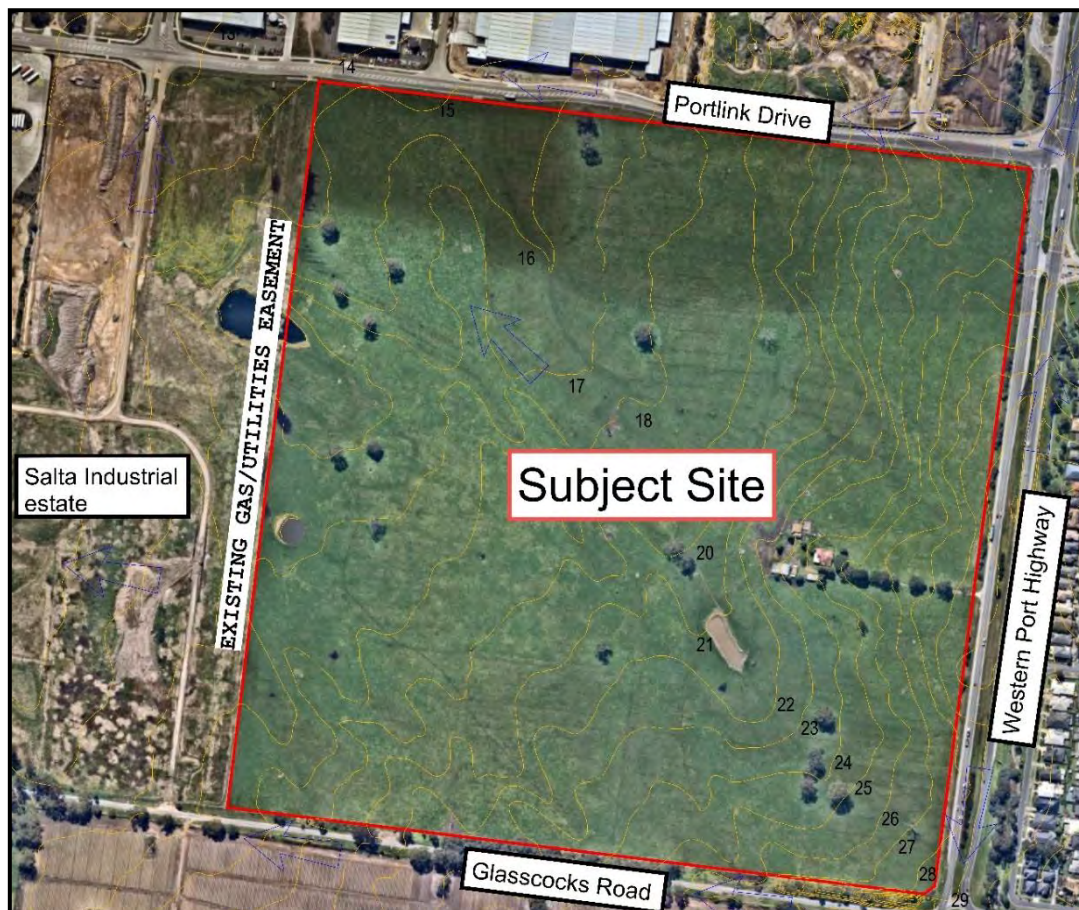 13
14
15
Portlink Drive
EXISTING GAS/UTILITIES EASEMENT
16
17
18
Salta Industrial
estate
Subject Site
20
Western Port Highway
21
22
23
24
25
26
27
28
29
Glasscocks Road